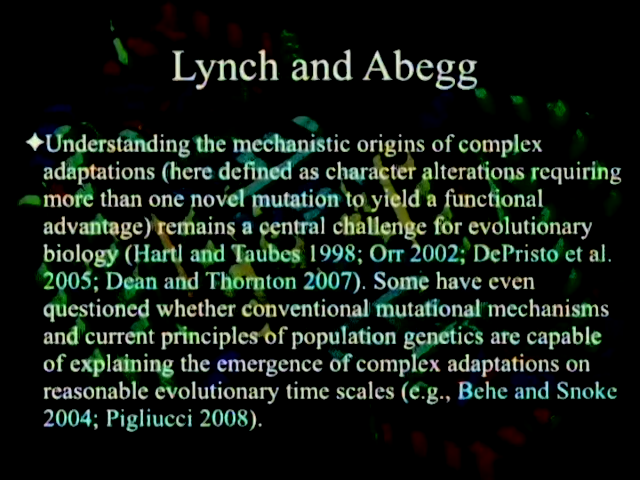 Lynch and Abegg
Understanding the mechanistic origins of complex
adaptations (here defined as character alterations requiring
more than one novel mutation to yield a functional
advantage) remains a central challenge for evolutionary
biology (Hartl and Taubes 1998; Orr 2002; DePristo et al.
2005; Dean and Thornton 2007). Some have even
questioned whether conventional mutational mechanisms
and current principles of population genetics are capable
of explaining the emergence of complex adaptations on
reasonable evolutionary time scales (e.g., Behe and Snoke
2004; Pigliucci 2008).